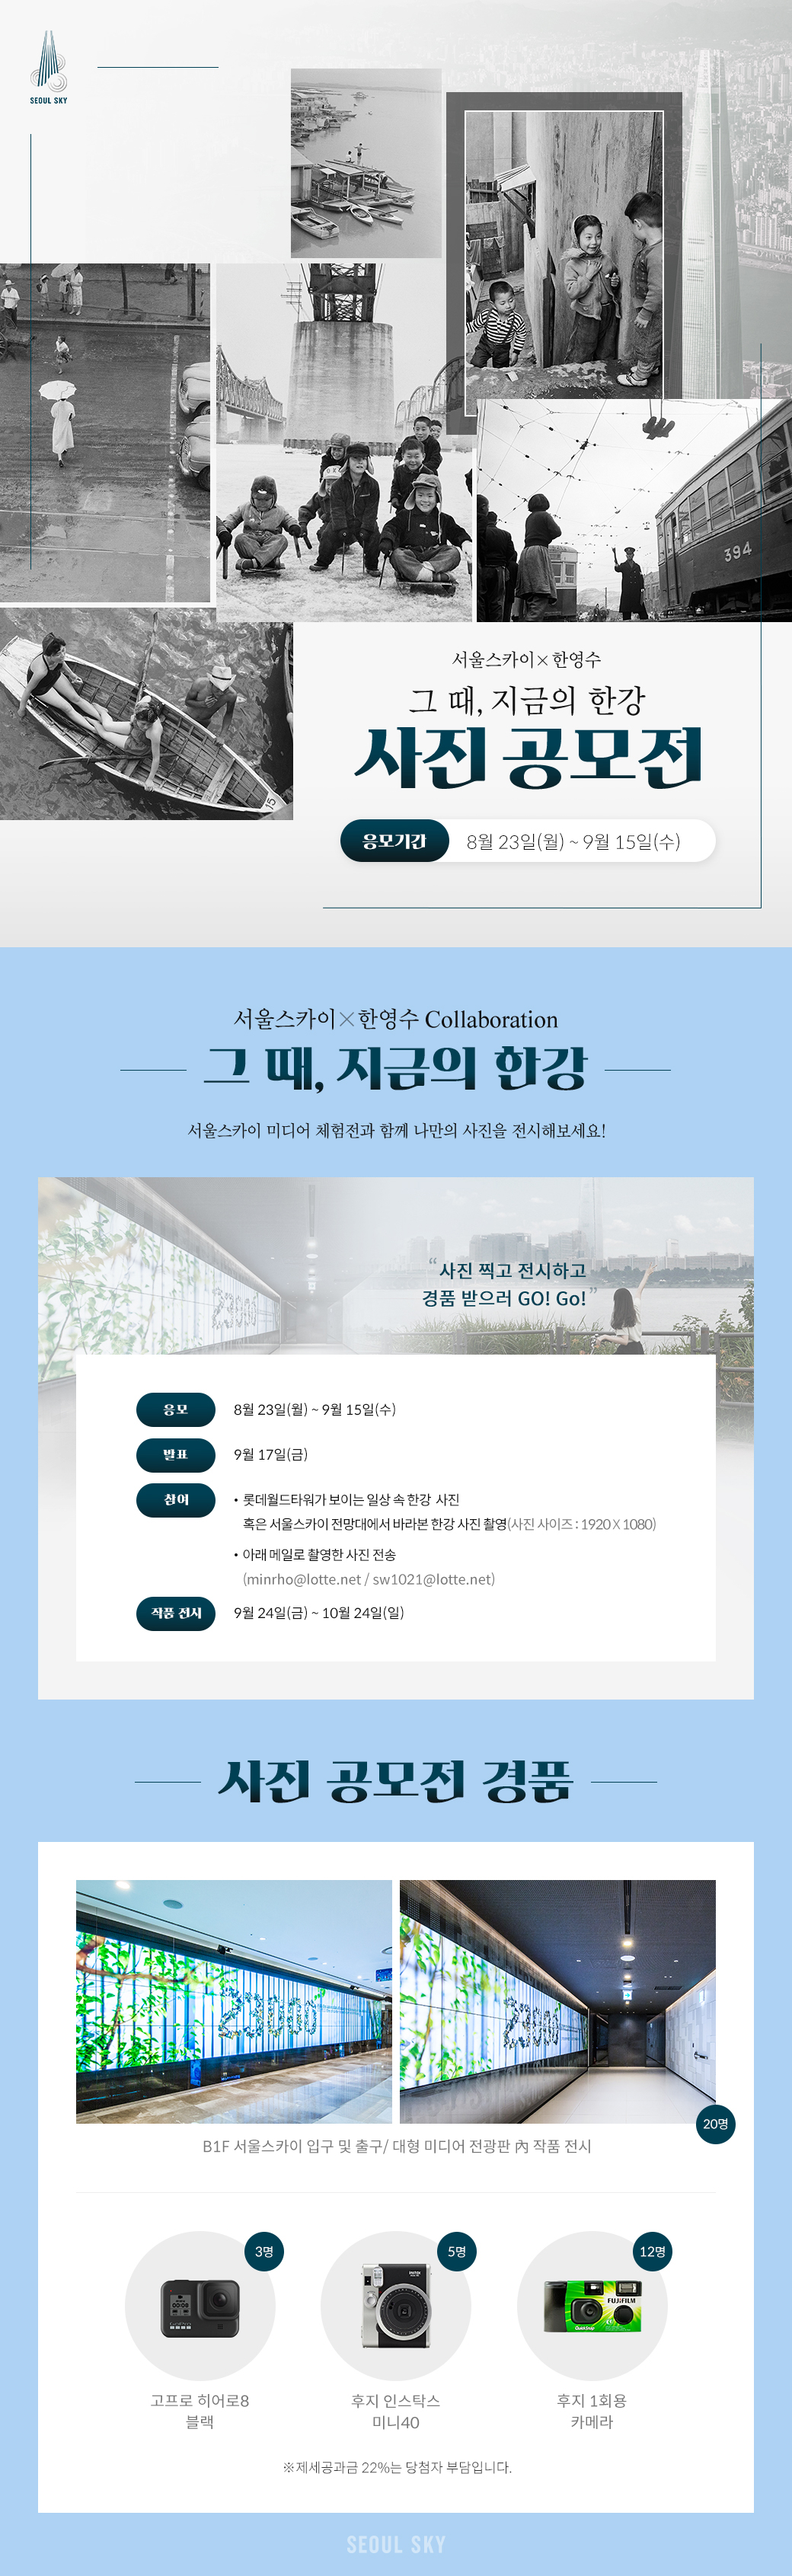 SEOUL SKY
394
15
서울스카이×한영수
그 때, 지금의 한강
사진 공모전
응모기간 8월 23일(월) ~ 9월 15일(수)
서울스카이×한영수 Collaboration
그 때, 지금의 한강
서울스카이 미디어 체험전과 함께 나만의 사진을 전시해보세요!
“사진 찍고 전시하고
경품 받으러 GO! Go!”
응모 8월 23일(월) ~ 9월 15일(수)
발표 9월 17일(금)
참여 • 롯데월드타워가 보이는 일상 속 한강 사진
혹은 서울스카이 전망대에서 바라본 한강 사진 촬영(사진 사이즈 : 1920 X 1080)
• 아래 메일로 촬영한 사진 전송
(minrho@lotte.net / sw1021@lotte.net)
작품 전시 9월 24일(금) ~ 10월 24일(일)
사진 공모전 경품
23000
23000
20명
B1F 서울스카이 입구 및 출구/ 대형 미디어 전광판 內 작품 전시
3명
5명
12명
GoPro
FUJIFILM
QuickSnap
고프로 히어로8
블랙
후지 인스탁스
미니40
후지 1회용
카메라
※제세공과금 22%는 당첨자 부담입니다.
SEOUL SKY